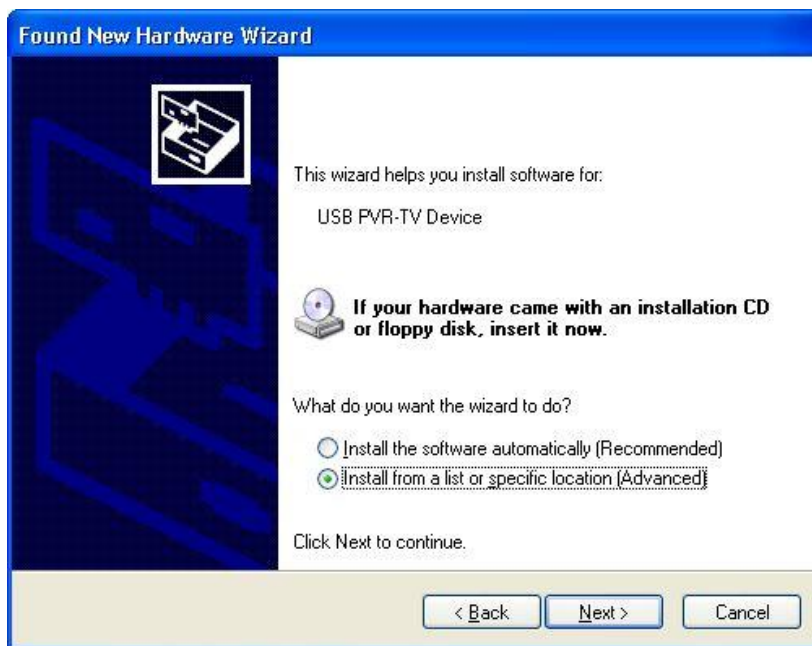 Found New Hardware Wizard
This wizard helps you install software for:
USB PVR-TV Device
If your hardware came with an installation CD
or floppy disk, insert it now.
What do you want the wizard to do?
Install the software automatically (Recommended)
Install from a list or specific location (Advanced)
Click Next to continue.
< Back
Next >
Cancel